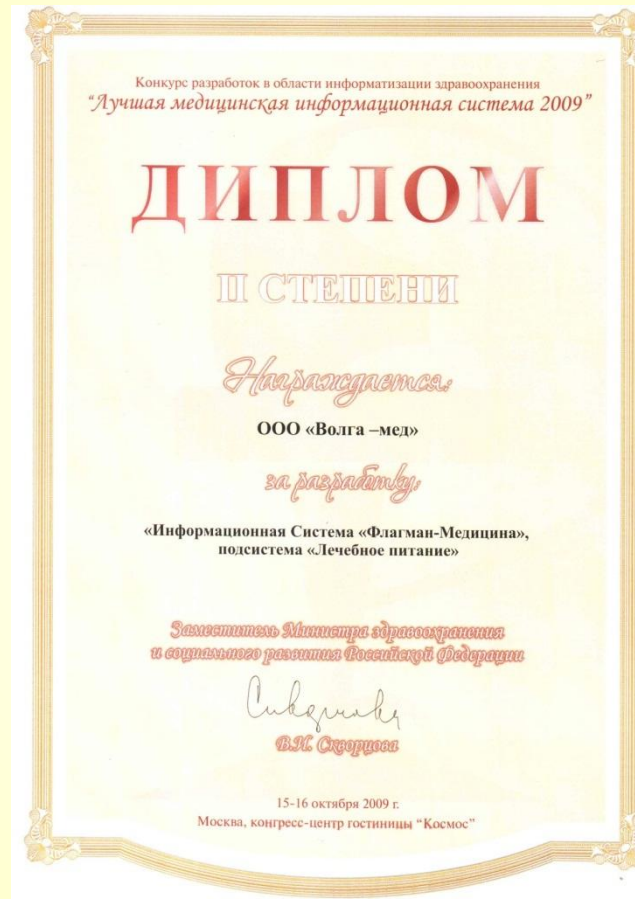 Конкурс разработок в области информатизации здравоохранения
“Лучшая медицинская информационная система 2009”
ДИПЛОМ
II СТЕПЕНИ
Награждается:
ООО «Волга –мед»
за разработку:
«Информационная Система «Флагман-Медицина»,
подсистема «Лечебное питание»
Заместитель Министра здравоохранения
и социального развития Российской Федерации
В.И. Скворцова
15-16 октября 2009 г.
Москва, конгресс-центр гостиницы “Космос”